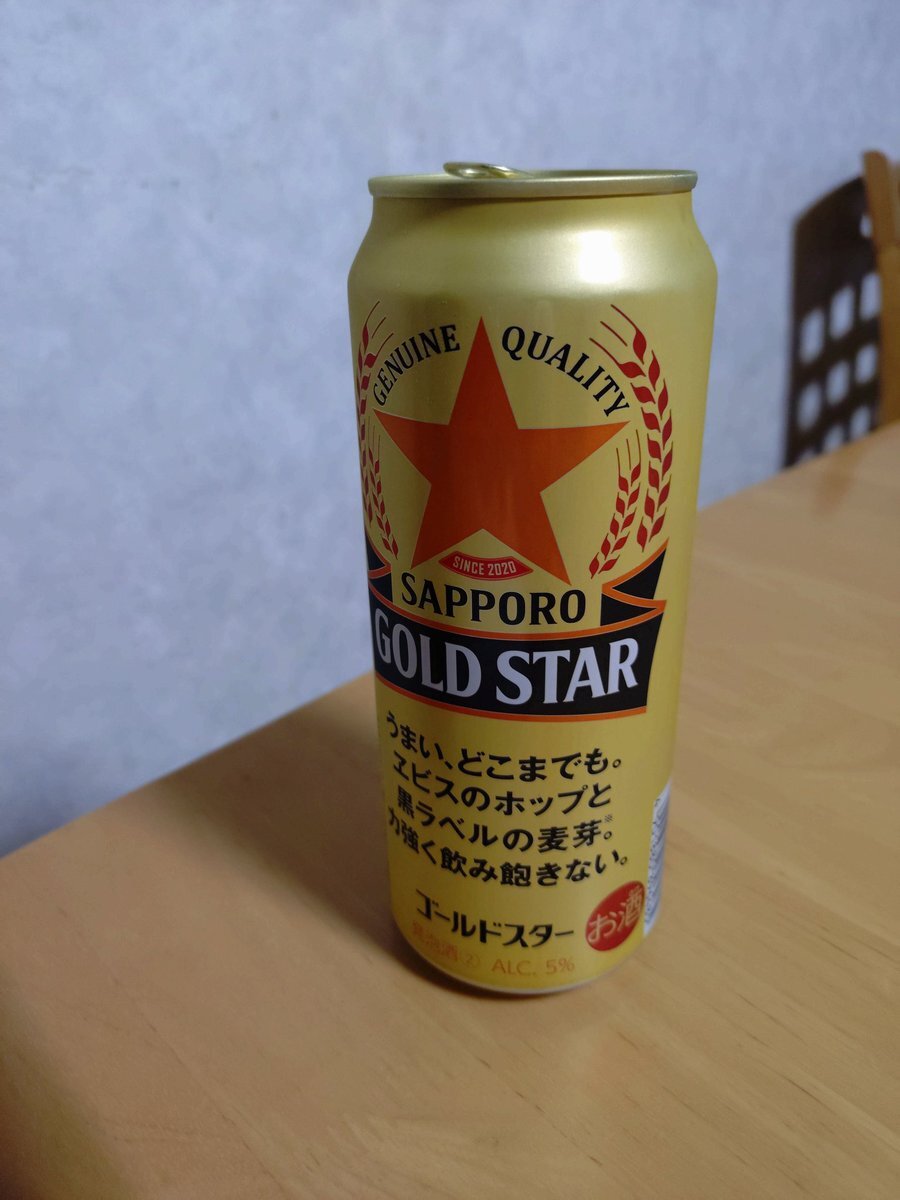 GENUINE QUALITY
SINCE 2020
SAPPORO
GOLD STAR
うまい、どこまでも。
ヱビスのホップと
黒ラベルの麦芽。※
力強く飲み飽きない。
ゴールドスター
お酒
発泡酒② ALC. 5%